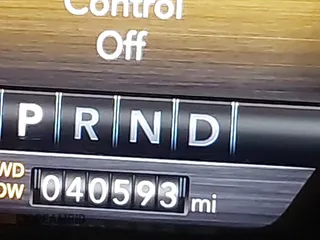 Control
Off
P R N D
WD
OW 040593 mi